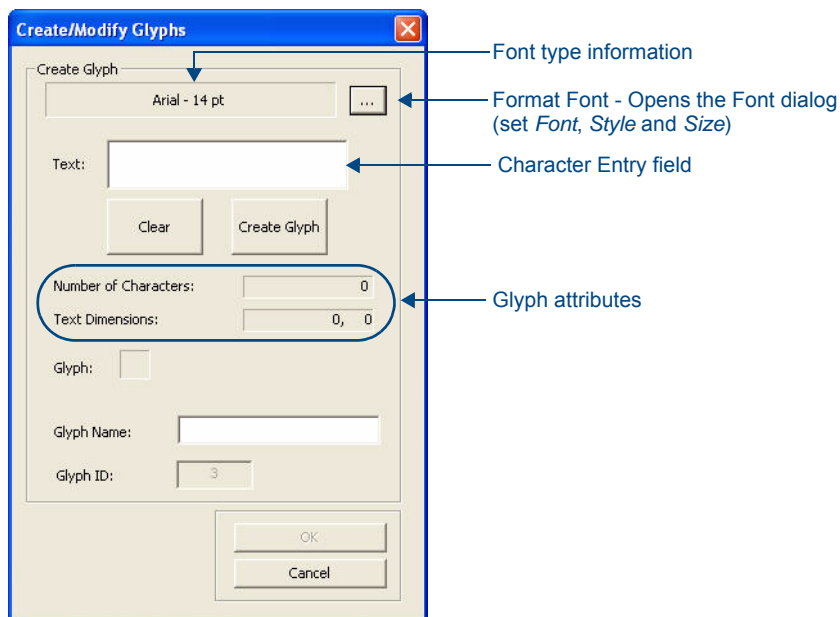 Create/Modify Glyphs
Font type information
Create Glyph
Arial - 14 pt
...
Format Font - Opens the Font dialog
(set Font, Style and Size)
Text:
Character Entry field
Clear
Create Glyph
Number of Characters:
0
Glyph attributes
Text Dimensions:
0, 0
Glyph:
Glyph Name:
Glyph ID:
3
OK
Cancel